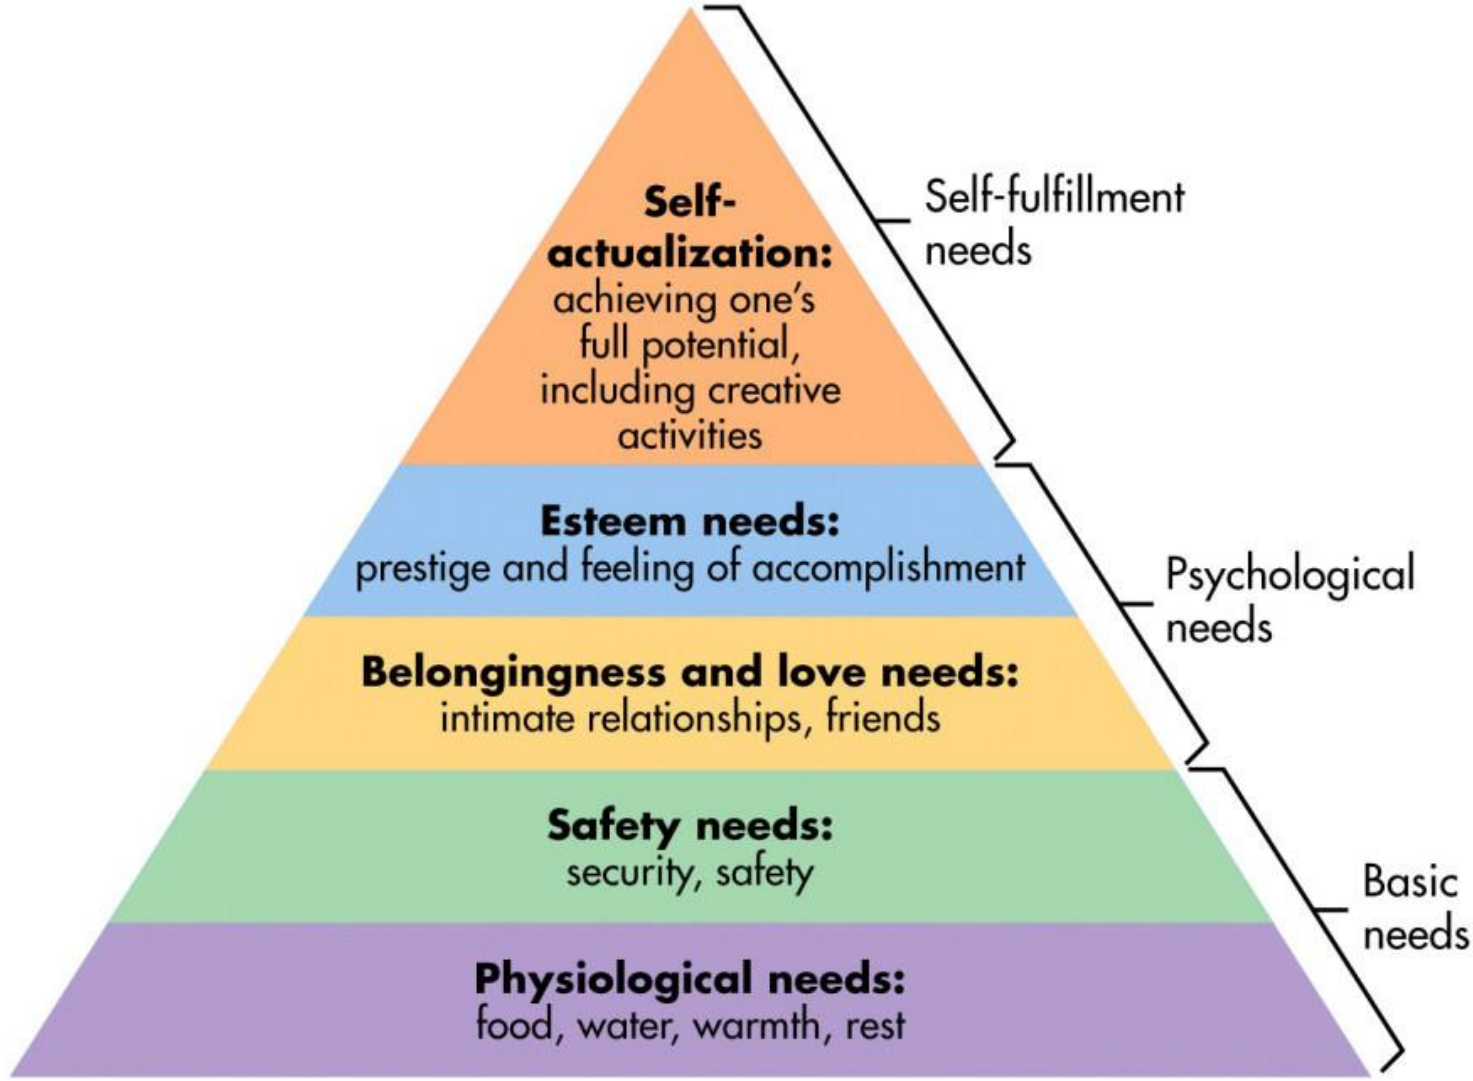 Self-
actualization:
achieving one's
full potential,
including creative
activities
Self-fulfillment
needs
Esteem needs:
prestige and feeling of accomplishment
Psychological
needs
Belongingness and love needs:
intimate relationships, friends
Safety needs:
security, safety
Basic
needs
Physiological needs:
food, water, warmth, rest